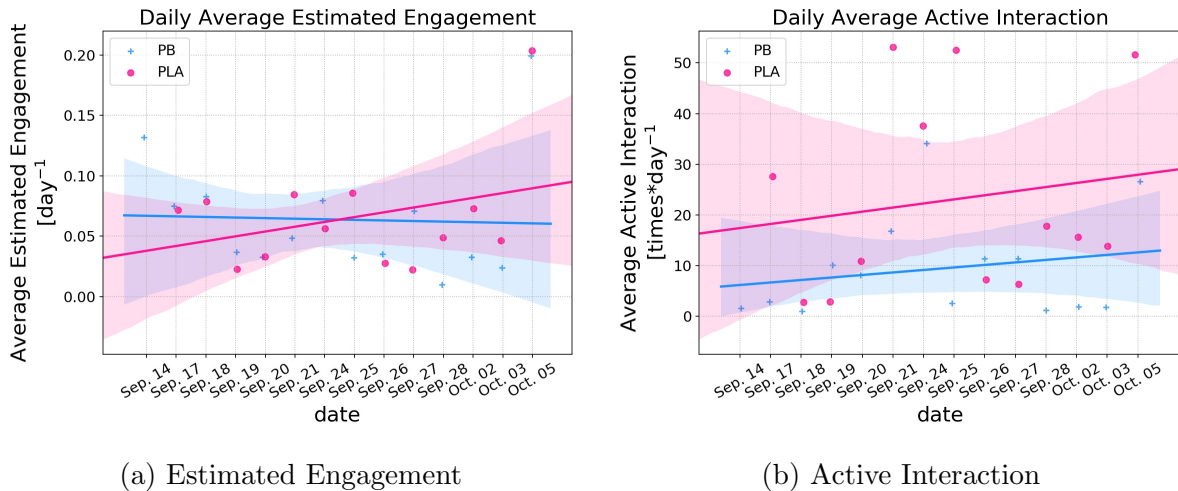 Daily Average Estimated Engagement
Average Estimated Engagement
[day⁻¹]
0.20
0.15
0.10
0.05
0.00
PB
PLA
Sep. 14
Sep. 17
Sep. 18
Sep. 19
Sep. 20
Sep. 21
Sep. 24
Sep. 25
Sep. 26
Sep. 27
Sep. 28
Oct. 02
Oct. 03
Oct. 05
date
(a) Estimated Engagement
Daily Average Active Interaction
Average Active Interaction
[times*day⁻¹]
50
40
30
20
10
0
PB
PLA
Sep. 14
Sep. 17
Sep. 18
Sep. 19
Sep. 20
Sep. 21
Sep. 24
Sep. 25
Sep. 26
Sep. 27
Sep. 28
Oct. 02
Oct. 03
Oct. 05
date
(b) Active Interaction